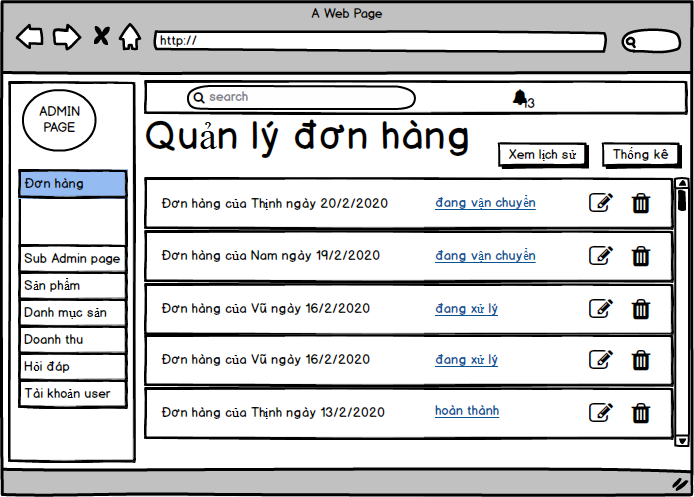 A Web Page
http://
ADMIN
PAGE
search
13
Quản lý đơn hàng
Xem lịch sử
Thống kê
Đơn hàng
Sub Admin page
Sản phẩm
Danh mục sản
Doanh thu
Hỏi đáp
Tài khoản user
Đơn hàng của Thịnh ngày 20/2/2020 đang vận chuyển
Đơn hàng của Nam ngày 19/2/2020 đang vận chuyển
Đơn hàng của Vũ ngày 16/2/2020 đang xử lý
Đơn hàng của Vũ ngày 16/2/2020 đang xử lý
Đơn hàng của Thịnh ngày 13/2/2020 hoàn thành